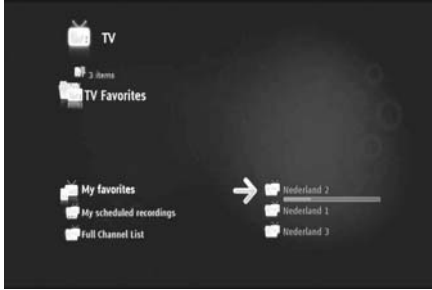 TV
3 items
TV Favorites
My favorites
My scheduled recordings
Full Channel List
Nederland 2
Nederland 1
Nederland 3